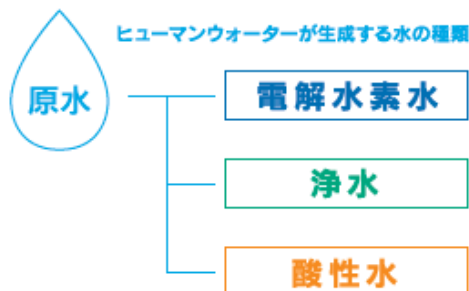 ヒューマンウォーターが生成する水の種類
原水
電解水素水
浄水
酸性水